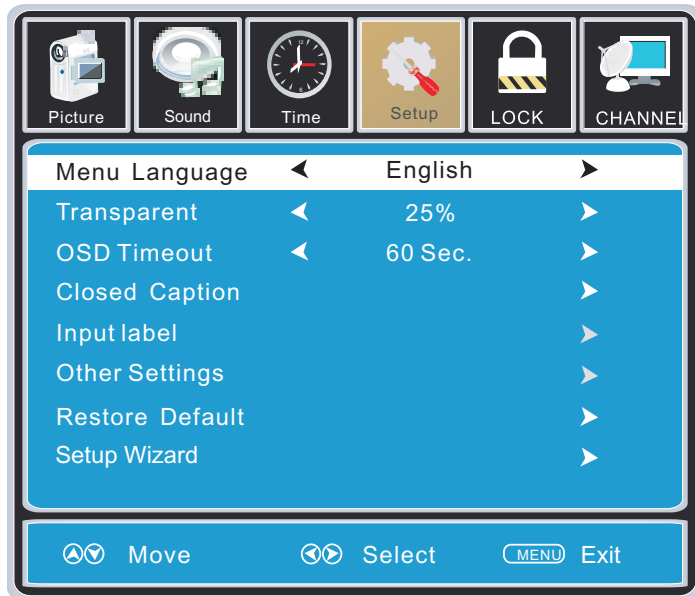 Picture Sound Time Setup LOCK CHANNEL
Menu Language English
Transparent 25%
OSD Timeout 60 Sec.
Closed Caption
Input label
Other Settings
Restore Default
Setup Wizard
Move Select MENU Exit